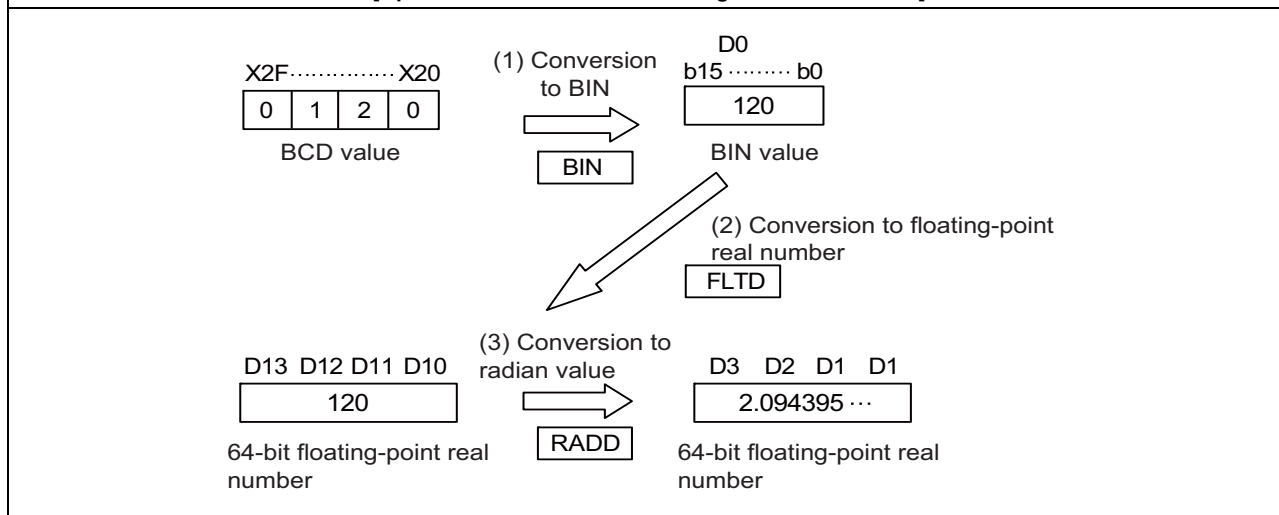 (1) Conversion
to BIN
X2F·············· X20
0 1 2 0
BCD value
BIN
D0
b15 ········· b0
120
BIN value
(2) Conversion to floating-point
real number
FLTD
D13 D12 D11 D10
120
64-bit floating-point real
number
(3) Conversion to
radian value
RADD
D3 D2 D1 D1
2.094395 ···
64-bit floating-point real
number